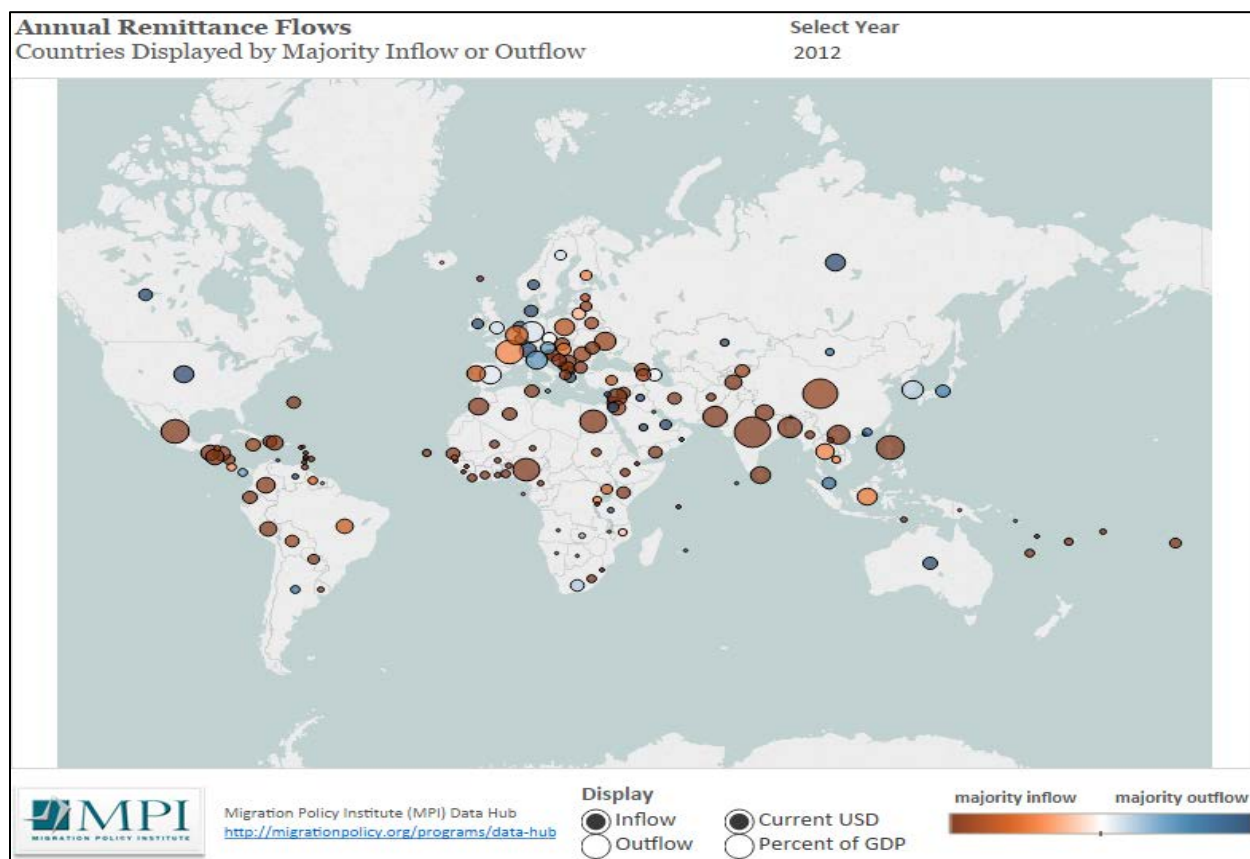 Annual Remittance Flows
Countries Displayed by Majority Inflow or Outflow
Select Year
2012
MPI
MIGRATION POLICY INSTITUTE
Migration Policy Institute (MPI) Data Hub
http://migrationpolicy.org/programs/data-hub
Display
Inflow
Outflow
Current USD
Percent of GDP
majority inflow
majority outflow